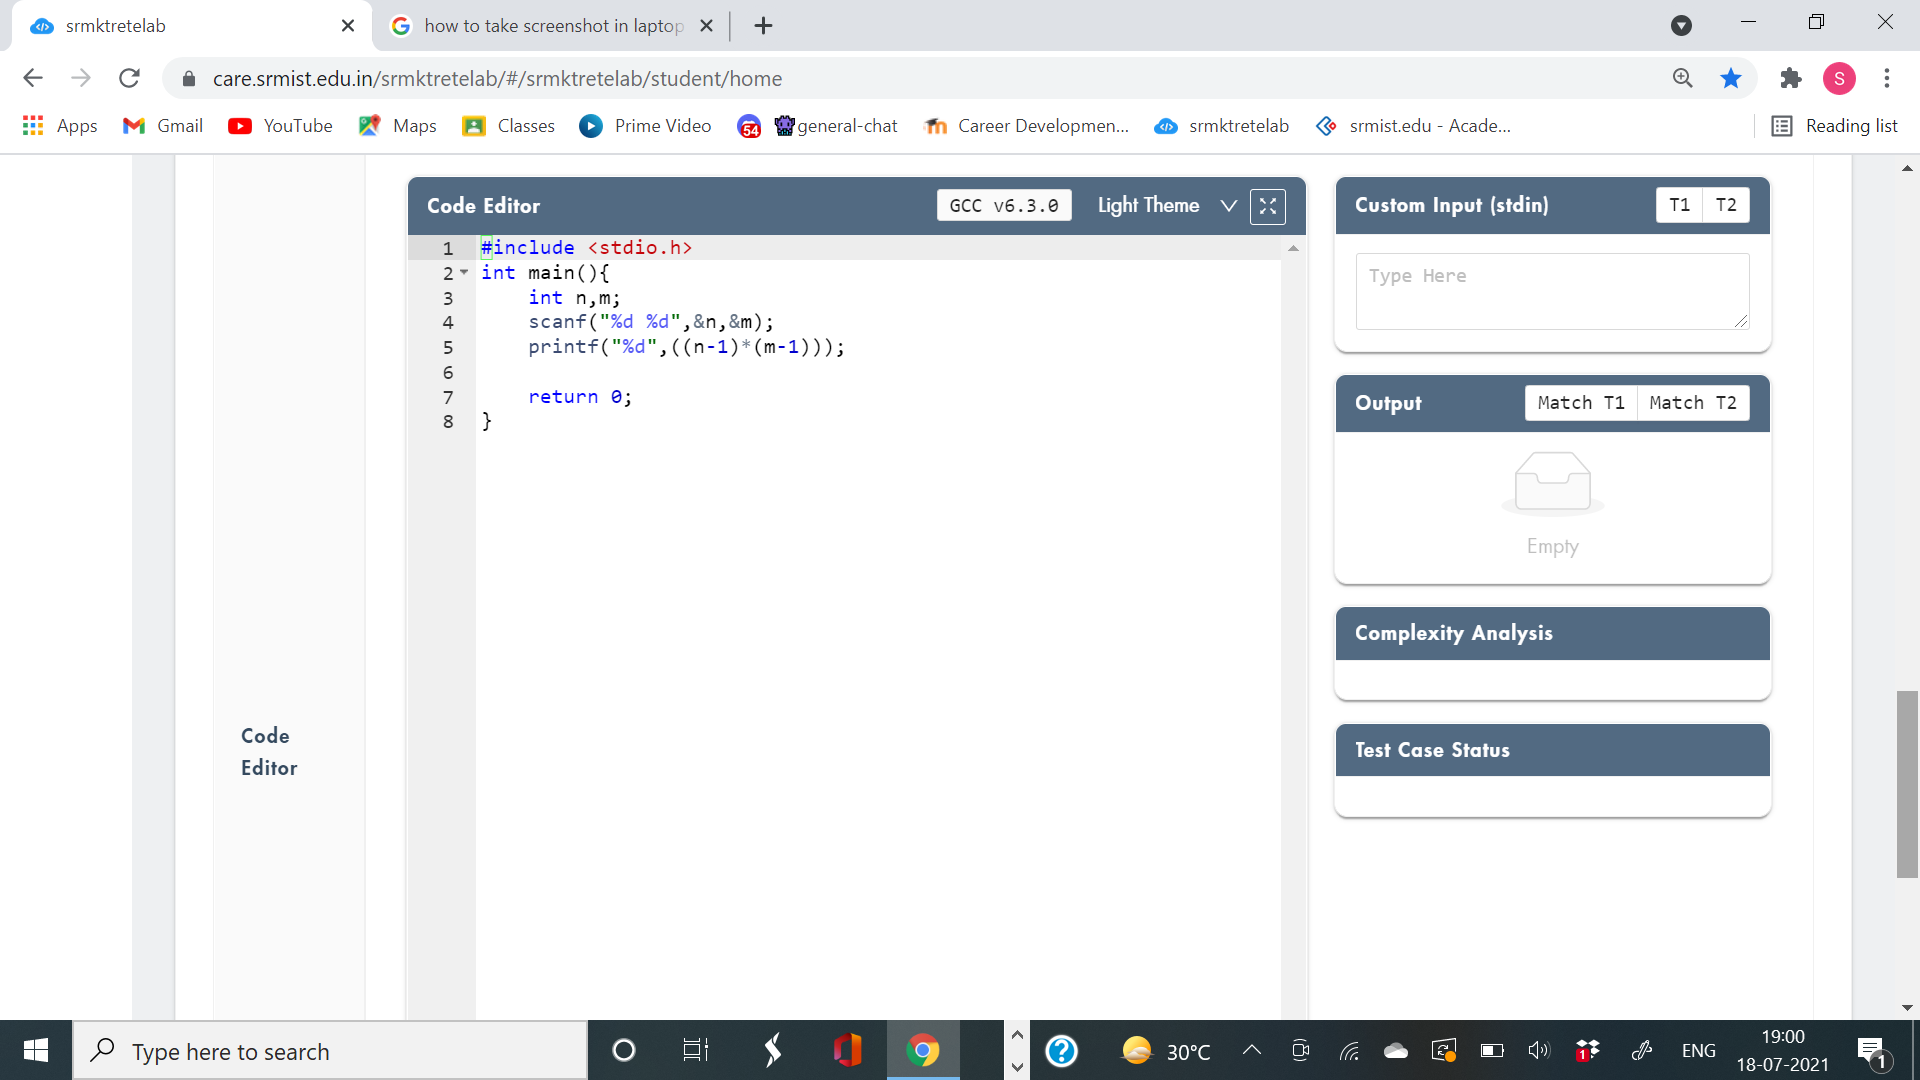 srmktretelab
how to take screenshot in laptop
care.srmist.edu.in/srmktretelab/#/srmktretelab/student/home
S
Apps
Gmail
YouTube
Maps
Classes
Prime Video
54
general-chat
Career Developmen...
srmktretelab
srmist.edu - Acade...
Reading list
Code Editor
GCC v6.3.0
Light Theme
1 #include <stdio.h>
2 int main(){
3 int n,m;
4 scanf("%d %d",&n,&m);
5 printf("%d",((n-1)*(m-1)));
6
7 return 0;
8 }
Custom Input (stdin)
T1 T2
Type Here
Output
Match T1 Match T2
Empty
Complexity Analysis
Test Case Status
Code
Editor
Type here to search
30°C
1
ENG
19:00
18-07-2021
1